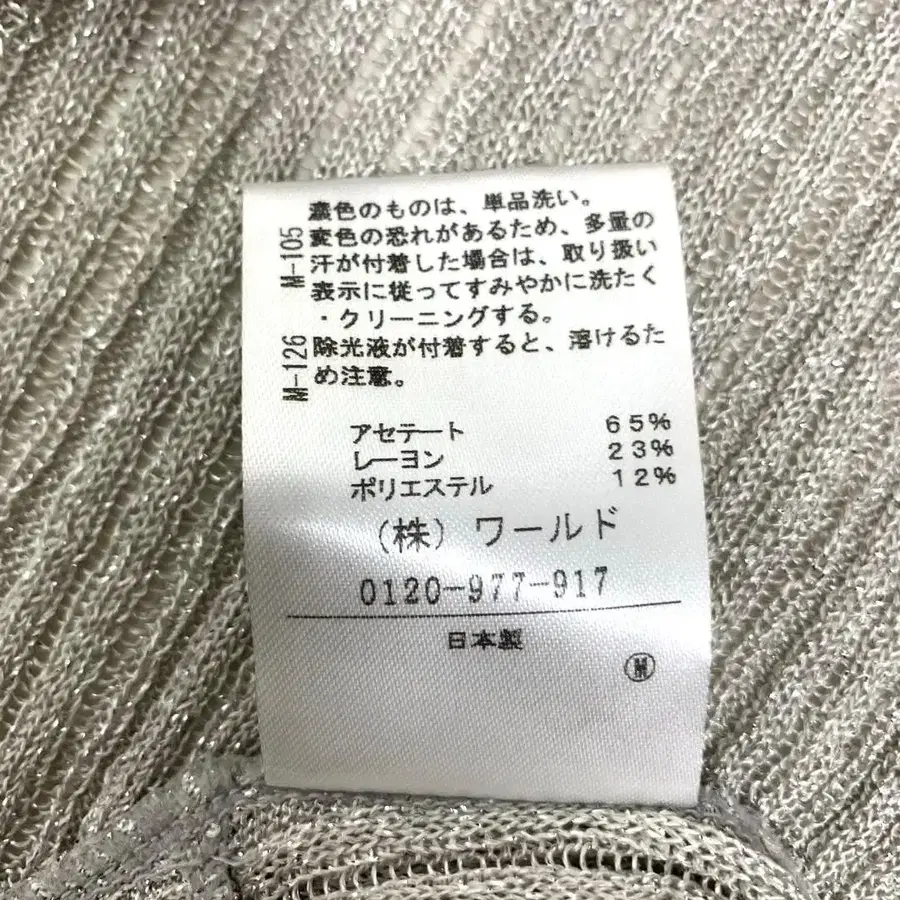 濃色のものは、単品洗い。
M-105
変色の恐れがあるため、多量の
汗が付着した場合は、取り扱い
表示に従ってすみやかに洗たく
・クリーニングする。
M-126
除光液が付着すると、溶けるた
め注意。
アセテート 65%
レーヨン 23%
ポリエステル 12%
(株) ワールド
0120-977-917
日本製
Ⓜ